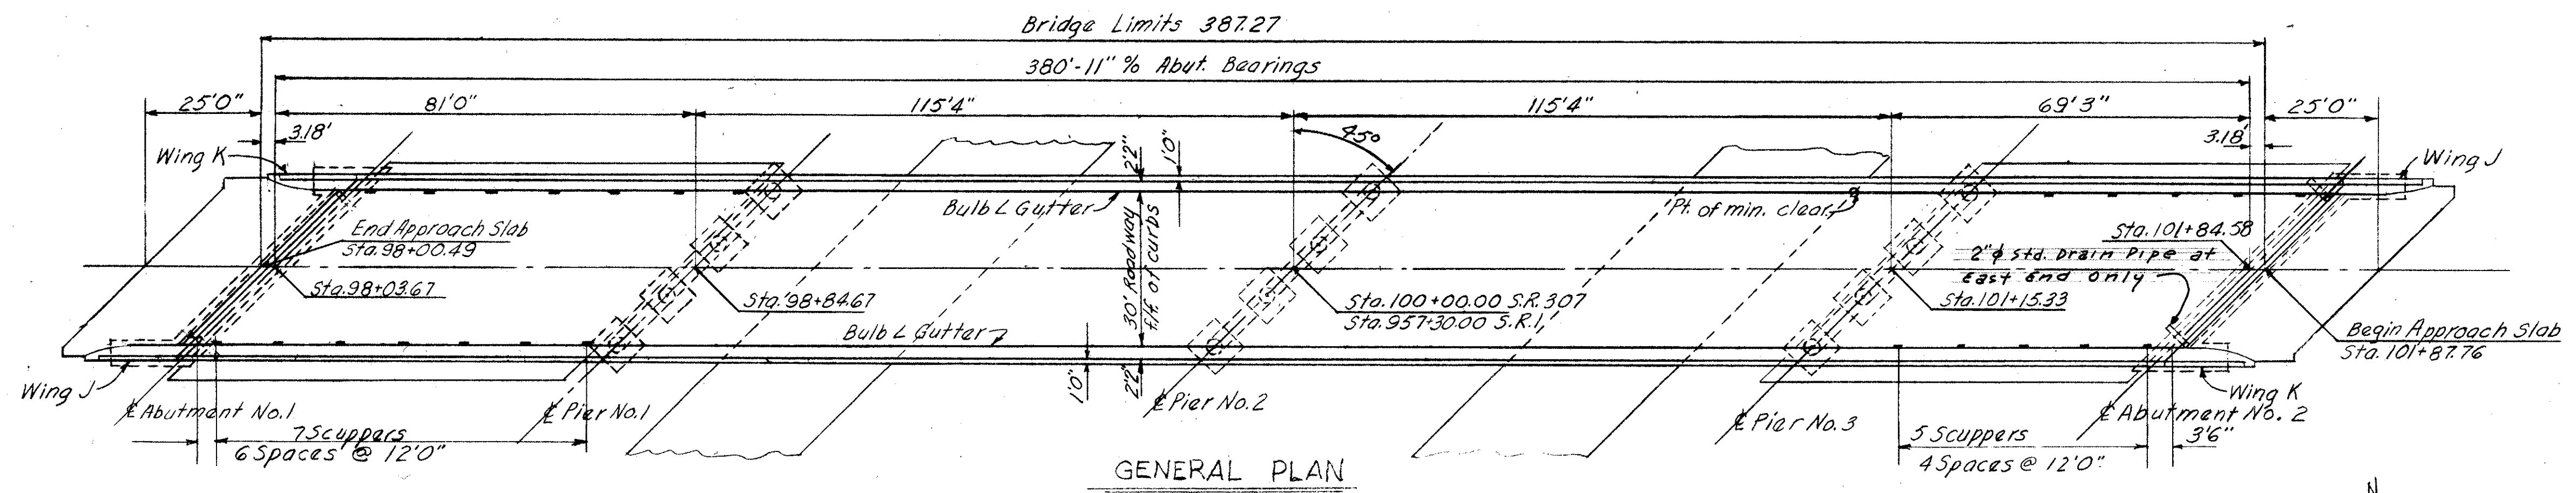 Bridge Limits 387.27
380'-11" % Abut. Bearings
25'0"
81'0"
115'4"
115'4"
69'3"
25'0"
3.18'
2'2"
1'0"
450
3.18'
Wing K
Wing J
Bulb L Gutter
Pt. of min. clear.
End Approach Slab
Sta. 98+00.49
30' Roadway
f/f. of curbs
Sta. 101+84.58
2" φ Std. Drain Pipe at
East End Only
Sta. 98+03.67
Sta. 98+84.67
Sta. 100+00.00 S.R. 307
Sta. 957+30.00 S.R. 1
Sta. 101+15.33
Bulb L Gutter
Begin Approach Slab
Sta. 101+87.76
Wing J
1'0"
2'2"
Wing K
℄ Abutment No. 1
℄ Pier No. 1
℄ Pier No. 2
℄ Pier No. 3
℄ Abutment No. 2
7 Scuppers
6 Spaces @ 12'0"
5 Scuppers
4 Spaces @ 12'0"
3'6"
GENERAL PLAN
N